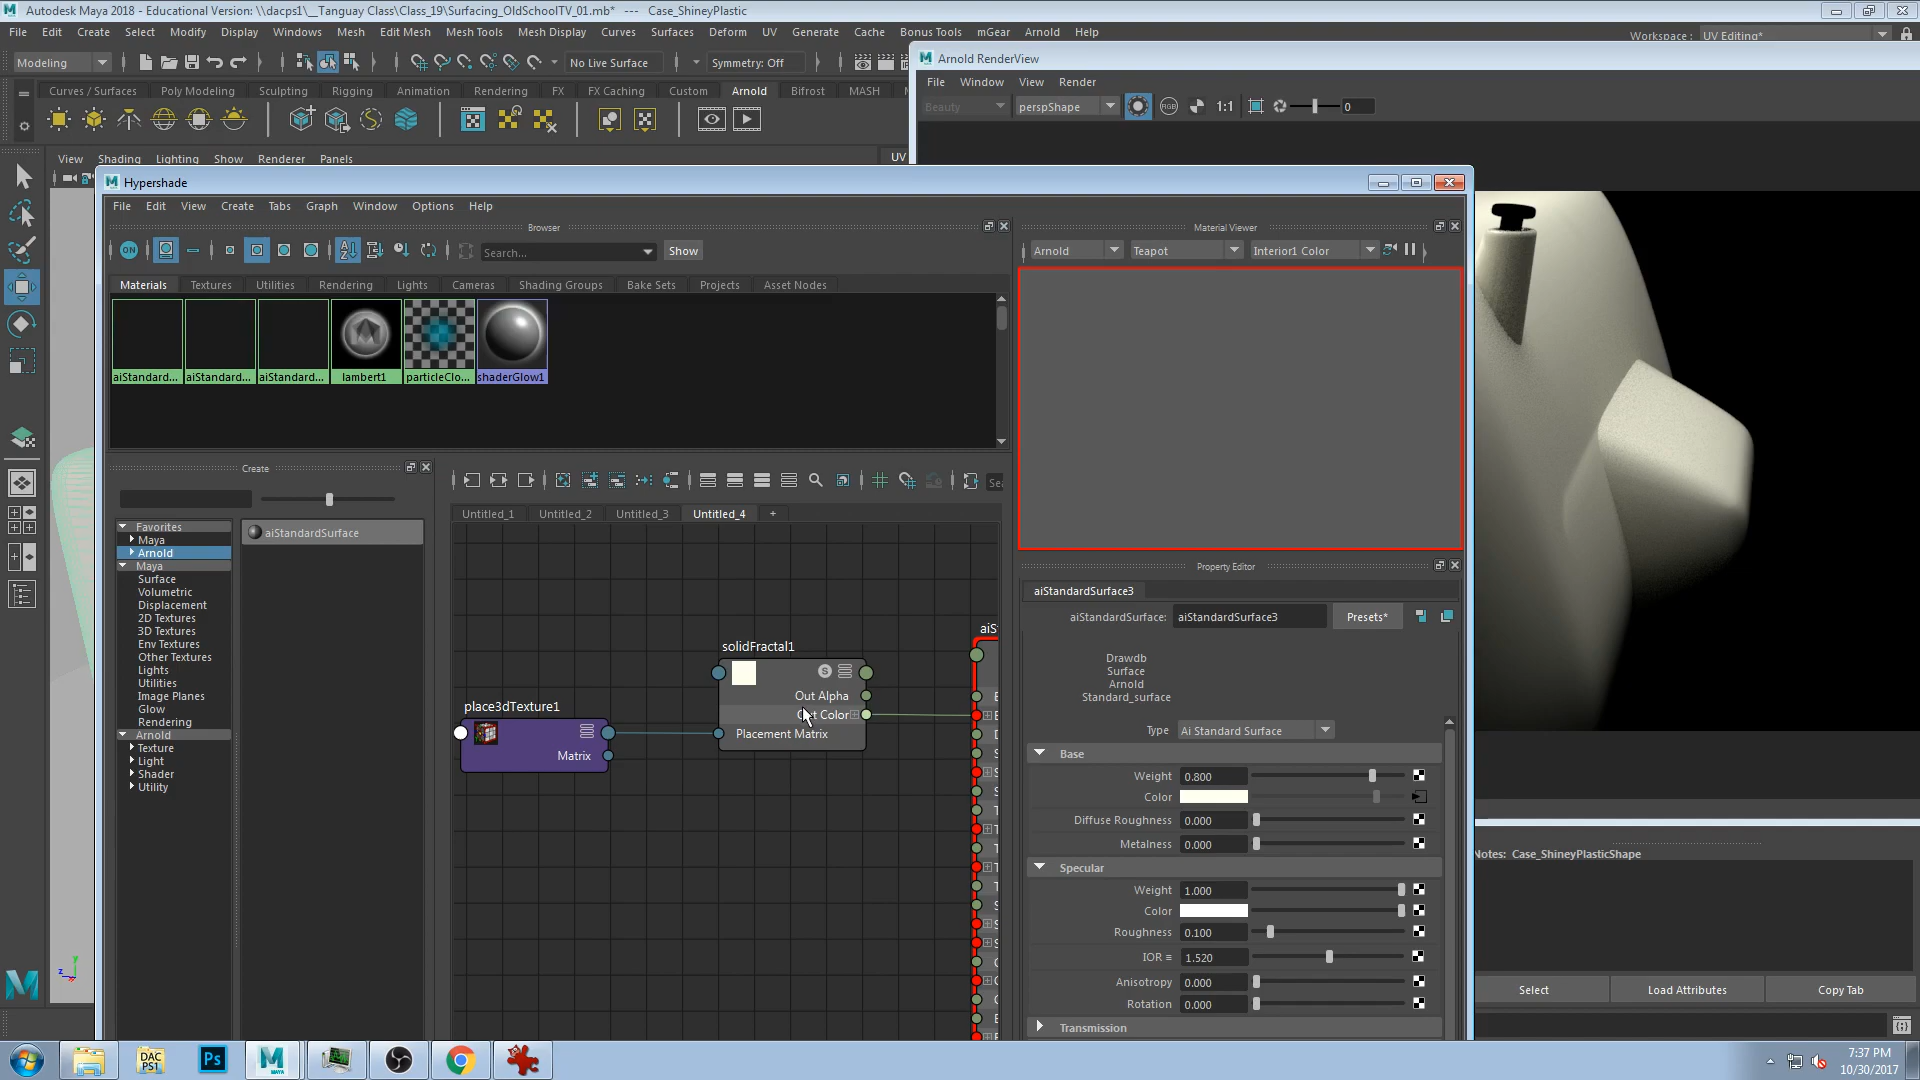 Autodesk Maya 2018 - Educational Version: \\dacps1\__Tanguay Class\Class_19\Surfacing_OldSchoolTV_01.mb* --- Case_ShineyPlastic
File Edit Create Select Modify Display Windows Mesh Edit Mesh Mesh Tools Mesh Display Curves Surfaces Deform UV Generate Cache Bonus Tools mGear Arnold Help
Workspace : UV Editing*
Modeling No Live Surface Symmetry: Off
Arnold RenderView
File Window View Render
Curves / Surfaces Poly Modeling Sculpting Rigging Animation Rendering FX FX Caching Custom Arnold Bifrost MASH
Beauty perspShape RGB 1:1 0
View Shading Lighting Show Renderer Panels UV
Hypershade
File Edit View Create Tabs Graph Window Options Help
Browser
Material Viewer
ON Search... Show
Arnold Teapot Interior1 Color
Materials Textures Utilities Rendering Lights Cameras Shading Groups Bake Sets Projects Asset Nodes
aiStandard... aiStandard... aiStandard... lambert1 particleClo... shaderGlow1
Create
aiStandardSurface
Favorites
Maya
Arnold
Maya
Surface
Volumetric
Displacement
2D Textures
3D Textures
Env Textures
Other Textures
Lights
Utilities
Image Planes
Glow
Rendering
Arnold
Texture
Light
Shader
Utility
Untitled_1 Untitled_2 Untitled_3 Untitled_4 +
solidFractal1
Out Alpha
Placement Matrix
place3dTexture1
Matrix
Property Editor
aiStandardSurface3
aiStandardSurface: aiStandardSurface3 Presets*
Drawdb
Surface
Arnold
Standard_surface
Type Ai Standard Surface
Base
Weight 0.800
Color
Diffuse Roughness 0.000
Metalness 0.000
Specular
Weight 1.000
Color
Roughness 0.100
IOR = 1.520
Anisotropy 0.000
Rotation 0.000
Transmission
Notes: Case_ShineyPlasticShape
Select Load Attributes Copy Tab
DAC
PS1
Ps
MAYA
7:37 PM
10/30/2017